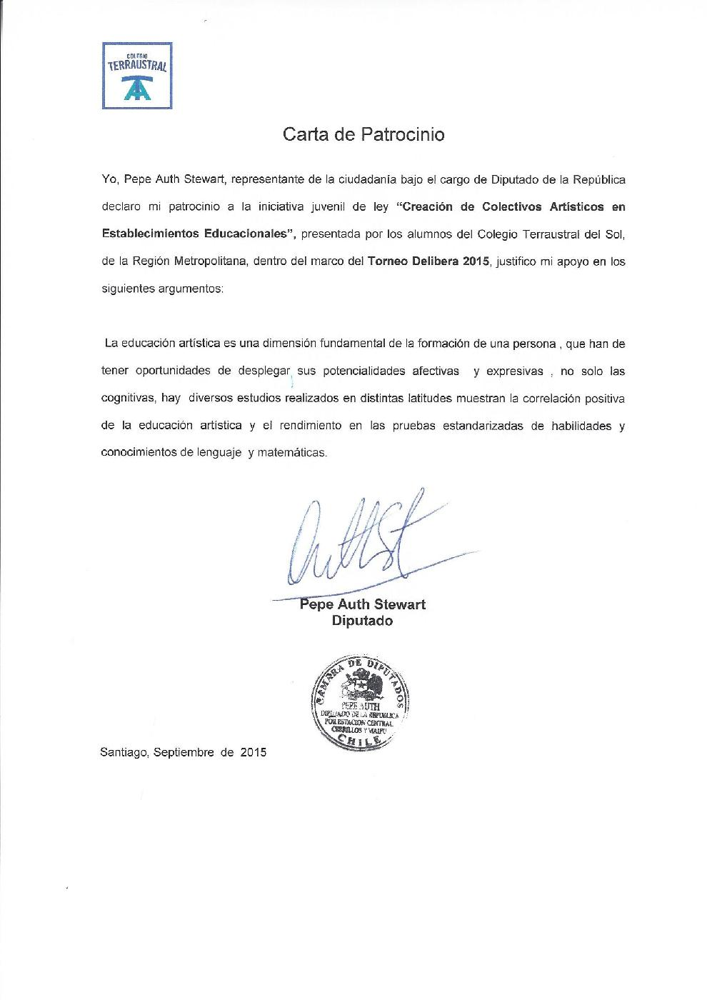 COLEGIO
TERRAUSTRAL
Carta de Patrocinio
Yo, Pepe Auth Stewart, representante de la ciudadanía bajo el cargo de Diputado de la República
declaro mi patrocinio a la iniciativa juvenil de ley “Creación de Colectivos Artísticos en
Establecimientos Educacionales”, presentada por los alumnos del Colegio Terraustral del Sol,
de la Región Metropolitana, dentro del marco del Torneo Delibera 2015, justifico mi apoyo en los
siguientes argumentos:
La educación artística es una dimensión fundamental de la formación de una persona , que han de
tener oportunidades de desplegar sus potencialidades afectivas y expresivas , no solo las
cognitivas, hay diversos estudios realizados en distintas latitudes muestran la correlación positiva
de la educación artística y el rendimiento en las pruebas estandarizadas de habilidades y
conocimientos de lenguaje y matemáticas.
Pepe Auth Stewart
Diputado
CAMARA DE DIPUTADOS
PEPE AUTH
DIPUTADO DE LA REPUBLICA
POR ESTACION CENTRAL
CERRILLOS Y MAIPU
CHILE
Santiago, Septiembre de 2015